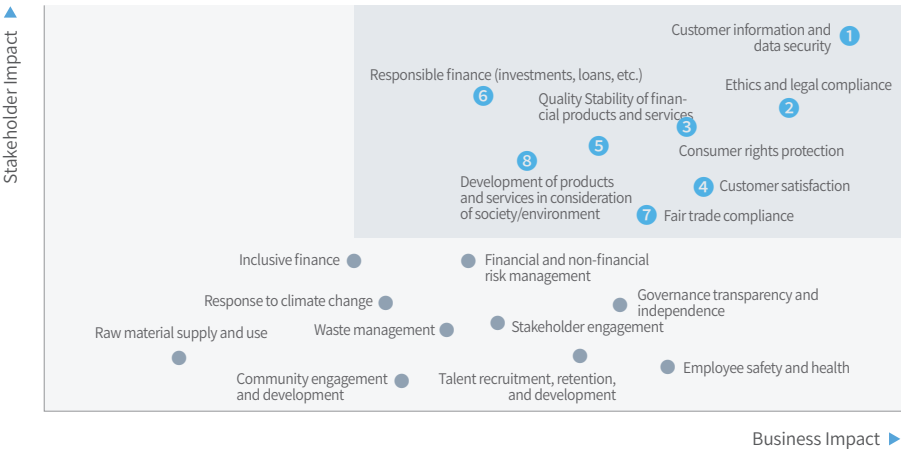 Stakeholder Impact
Customer information and
data security
1
Responsible finance (investments, loans, etc.)
6
Ethics and legal compliance
2
Quality Stability of finan-
cial products and services
3
5
Consumer rights protection
8
Development of products
and services in consideration
of society/environment
4
Customer satisfaction
7
Fair trade compliance
Inclusive finance
Financial and non-financial
risk management
Response to climate change
Governance transparency and
independence
Raw material supply and use
Waste management
Stakeholder engagement
Community engagement
and development
Talent recruitment, retention,
and development
Employee safety and health
Business Impact